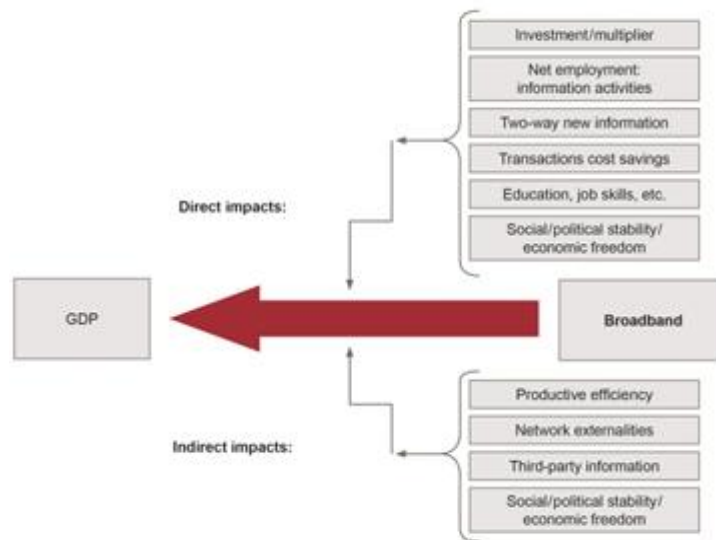 Investment/multiplier
Net employment:
information activities
Two-way new information
Transactions cost savings
Education, job skills, etc.
Social/political stability/
economic freedom
Direct impacts:
GDP
Broadband
Productive efficiency
Network externalities
Third-party information
Social/political stability/
economic freedom
Indirect impacts: